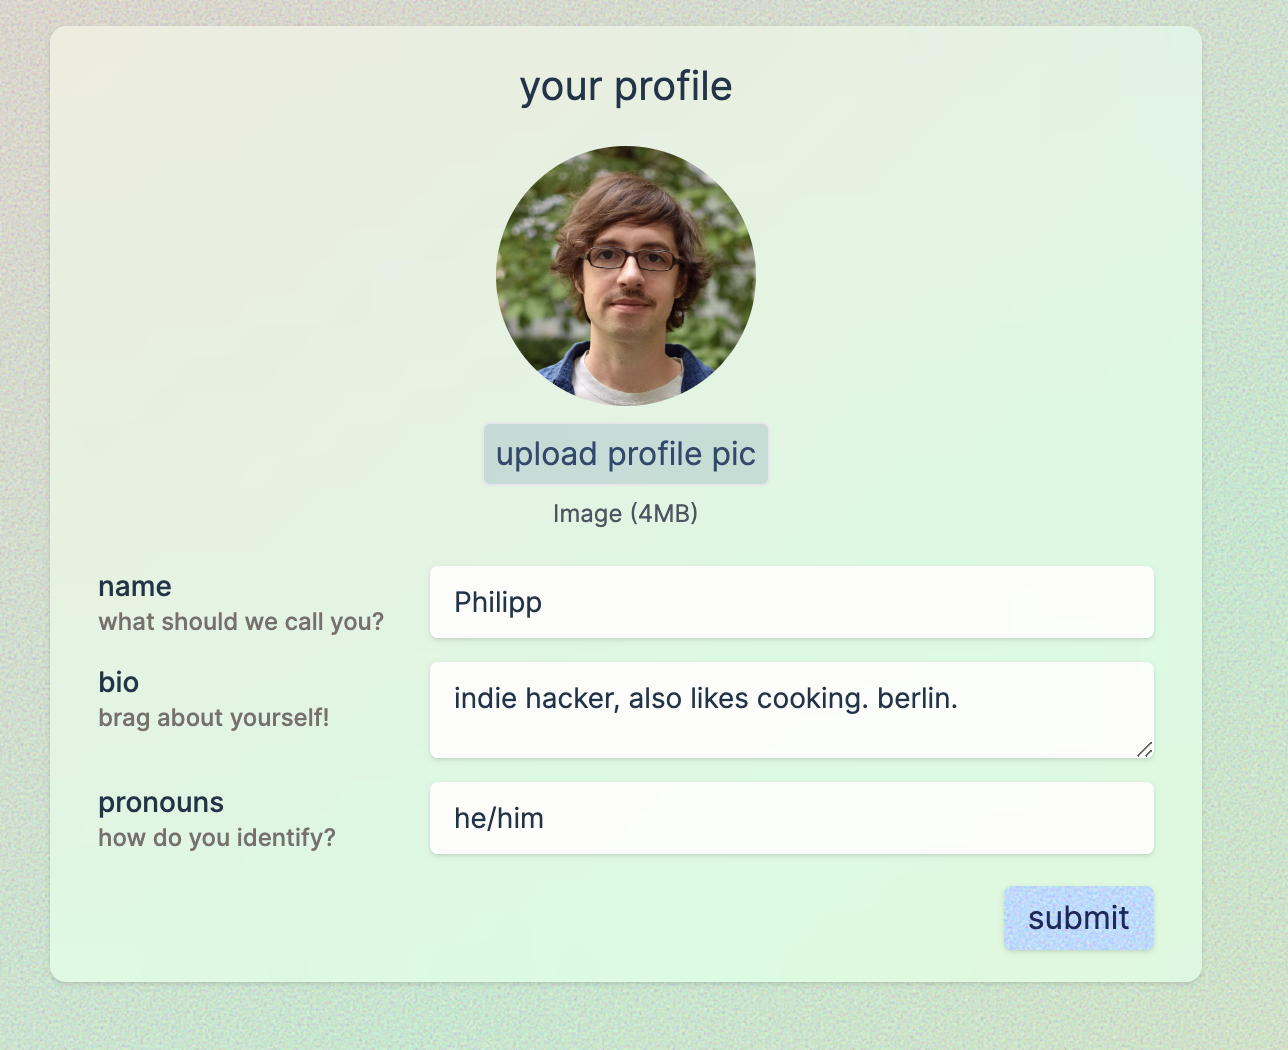 your profile
upload profile pic
Image (4MB)
name
what should we call you?
Philipp
bio
brag about yourself!
indie hacker, also likes cooking. berlin.
pronouns
how do you identify?
he/him
submit